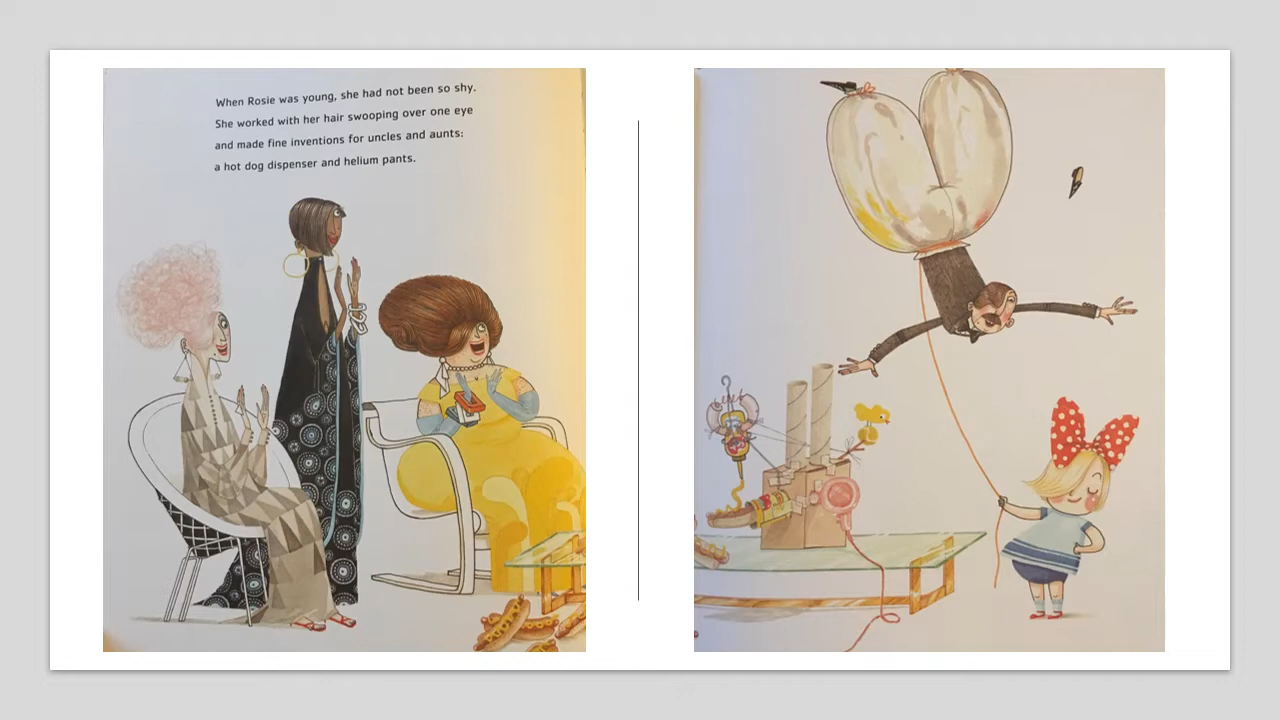 When Rosie was young, she had not been so shy.
She worked with her hair swooping over one eye
and made fine inventions for uncles and aunts:
a hot dog dispenser and helium pants.